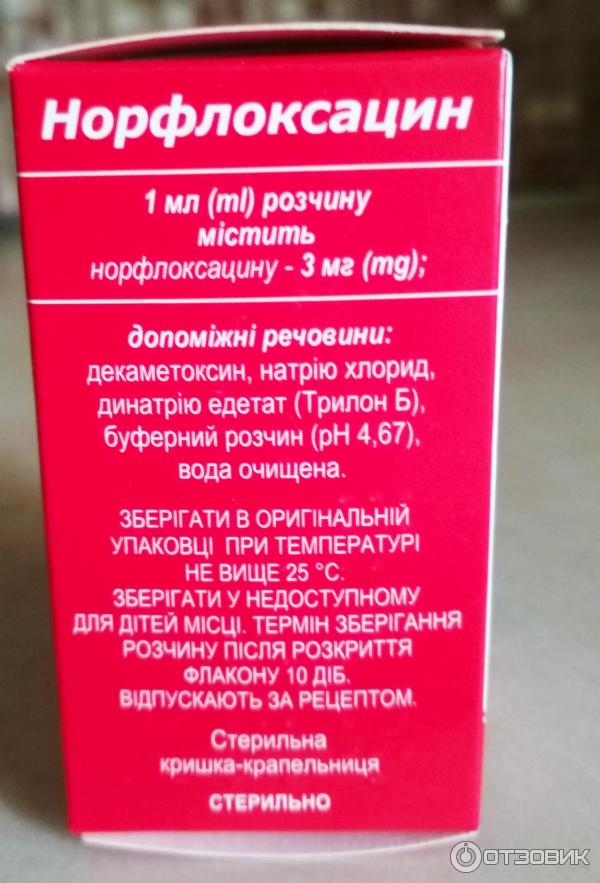 Норфлоксацин
1 мл (ml) розчину
містить
норфлоксацину - 3 мг (mg);
допоміжні речовини:
декаметоксин, натрію хлорид,
динатрію едетат (Трилон Б),
буферний розчин (pH 4,67),
вода очищена.
ЗБЕРІГАТИ В ОРИГІНАЛЬНІЙ
УПАКОВЦІ ПРИ ТЕМПЕРАТУРІ
НЕ ВИЩЕ 25 °С.
ЗБЕРІГАТИ У НЕДОСТУПНОМУ
ДЛЯ ДІТЕЙ МІСЦІ. ТЕРМІН ЗБЕРІГАННЯ
РОЗЧИНУ ПІСЛЯ РОЗКРИТТЯ
ФЛАКОНУ 10 ДІБ.
ВІДПУСКАЮТЬ ЗА РЕЦЕПТОМ.
Стерильна
кришка-крапельниця
СТЕРИЛЬНО
ОТЗОВИК